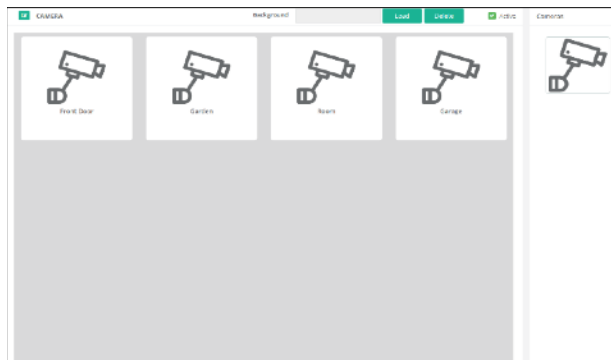 CAMERA
Background
Load
Delete
Active
Cameras
Front Door
Garden
Room
Garage